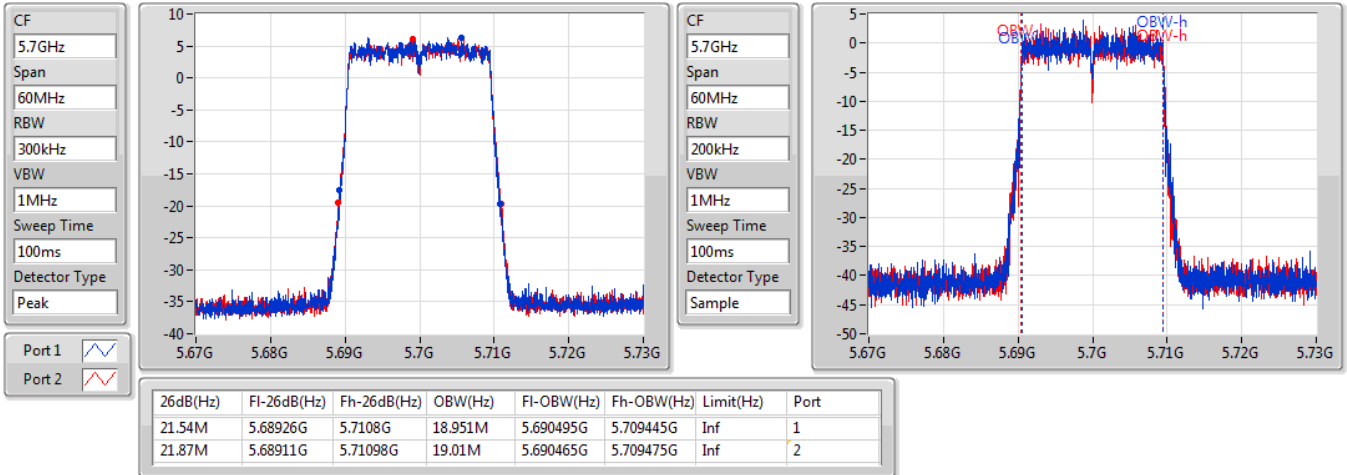 CF
5.7GHz
Span
60MHz
RBW
300kHz
VBW
1MHz
Sweep Time
100ms
Detector Type
Peak
Port 1
Port 2
10
5
0
-5
-10
-15
-20
-25
-30
-35
-40
5.67G 5.68G 5.69G 5.7G 5.71G 5.72G 5.73G
CF
5.7GHz
Span
60MHz
RBW
200kHz
VBW
1MHz
Sweep Time
100ms
Detector Type
Sample
5
0
-5
-10
-15
-20
-25
-30
-35
-40
-45
-50
OBW-h
OBW-h
5.67G 5.68G 5.69G 5.7G 5.71G 5.72G 5.73G
26dB(Hz) Fl-26dB(Hz) Fh-26dB(Hz) OBW(Hz) Fl-OBW(Hz) Fh-OBW(Hz) Limit(Hz) Port
21.54M 5.68926G 5.7108G 18.951M 5.690495G 5.709445G Inf 1
21.87M 5.68911G 5.71098G 19.01M 5.690465G 5.709475G Inf 2